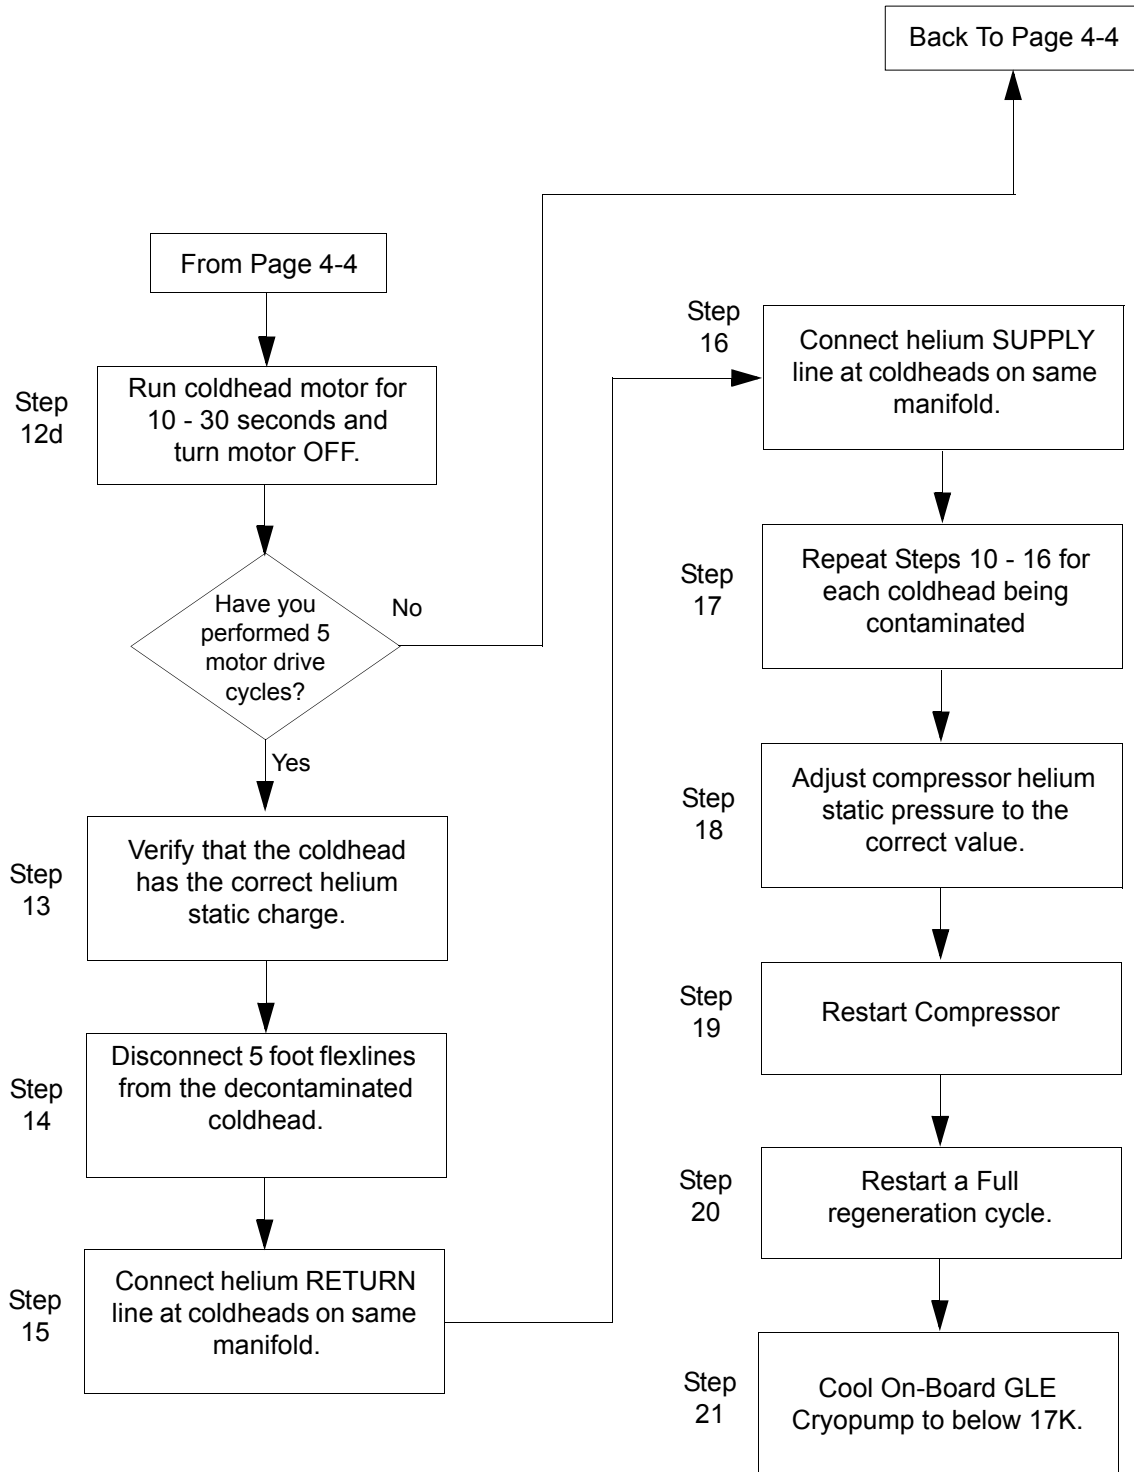 Back To Page 4-4
From Page 4-4
Step
12d
Run coldhead motor for
10 - 30 seconds and
turn motor OFF.
Have you
performed 5
motor drive
cycles?
No
Yes
Step
13
Verify that the coldhead
has the correct helium
static charge.
Step
14
Disconnect 5 foot flexlines
from the decontaminated
coldhead.
Step
15
Connect helium RETURN
line at coldheads on same
manifold.
Step
16
Connect helium SUPPLY
line at coldheads on same
manifold.
Step
17
Repeat Steps 10 - 16 for
each coldhead being
contaminated
Step
18
Adjust compressor helium
static pressure to the
correct value.
Step
19
Restart Compressor
Step
20
Restart a Full
regeneration cycle.
Step
21
Cool On-Board GLE
Cryopump to below 17K.